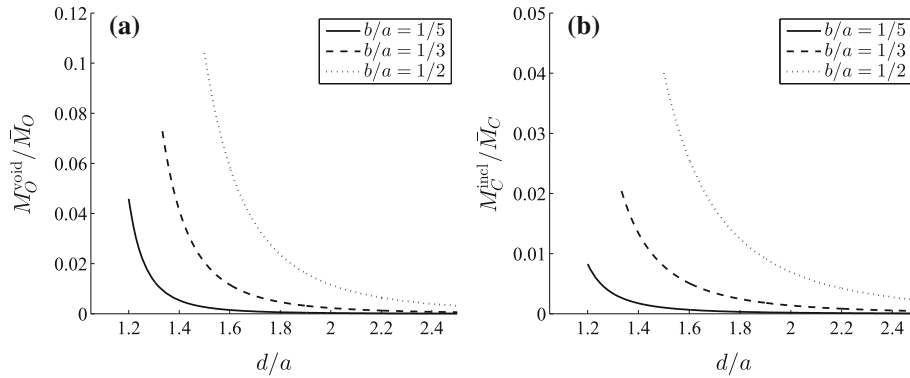 (a)
b/a = 1/5
b/a = 1/3
b/a = 1/2
0.12
0.1
0.08
0.06
0.04
0.02
0
M_O^void / M̄_O
1.2 1.4 1.6 1.8 2 2.2 2.4
d/a
(b)
b/a = 1/5
b/a = 1/3
b/a = 1/2
0.05
0.04
0.03
0.02
0.01
0
M_C^incl / M̄_C
1.2 1.4 1.6 1.8 2 2.2 2.4
d/a